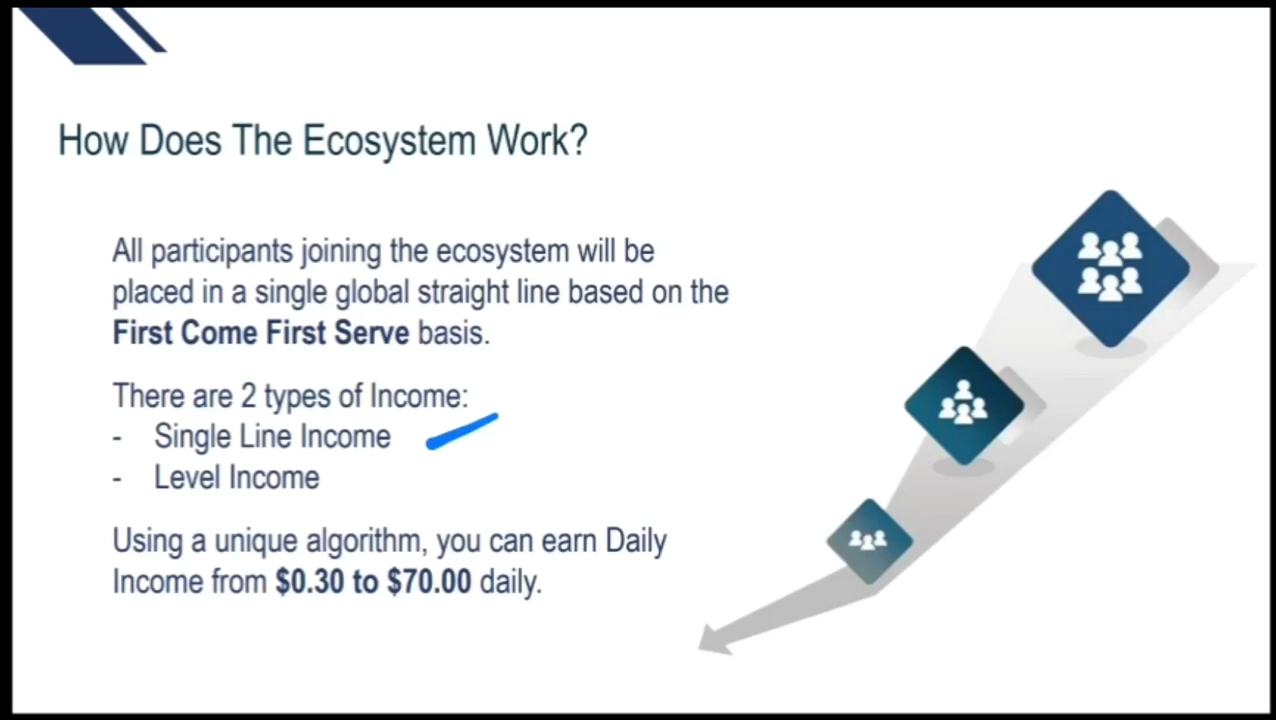 How Does The Ecosystem Work?
All participants joining the ecosystem will be
placed in a single global straight line based on the
First Come First Serve basis.
There are 2 types of Income:
- Single Line Income
- Level Income
Using a unique algorithm, you can earn Daily
Income from $0.30 to $70.00 daily.